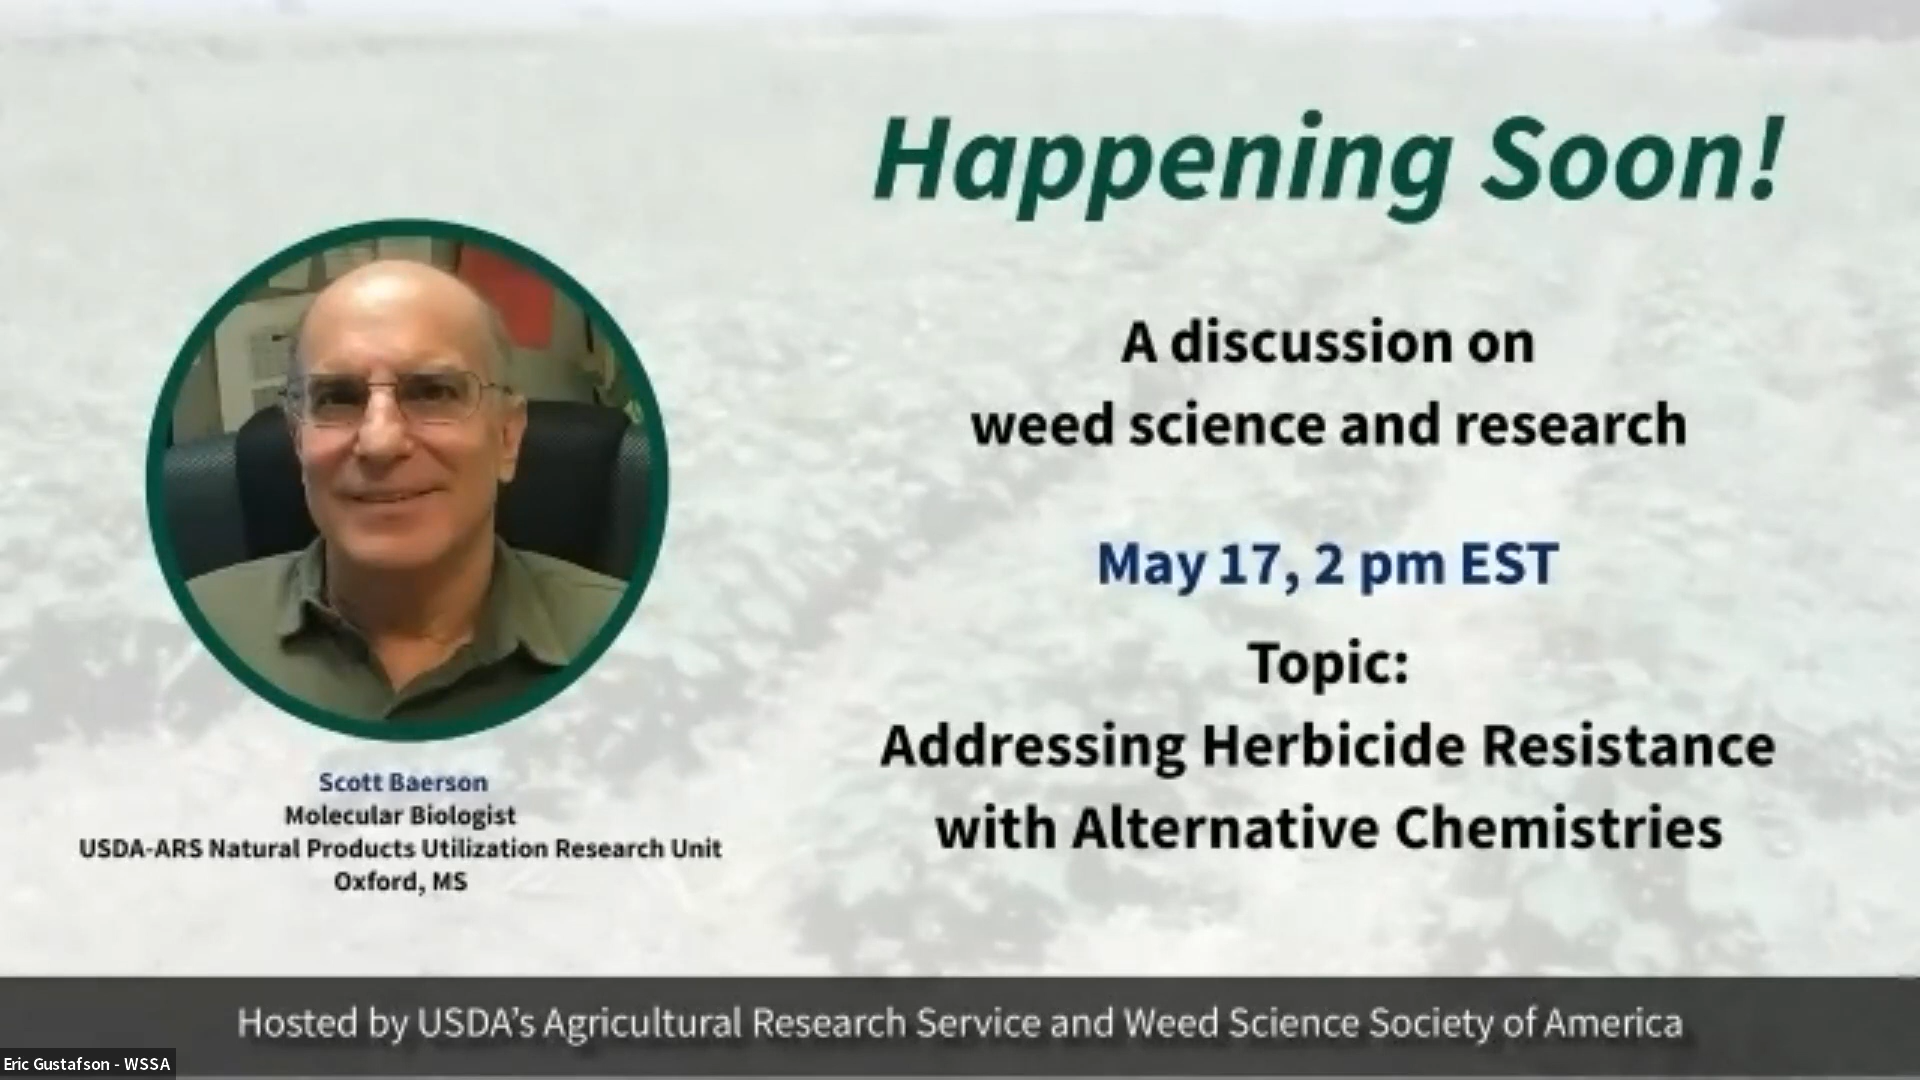 Happening Soon!
A discussion on
weed science and research
May 17, 2 pm EST
Topic:
Addressing Herbicide Resistance
with Alternative Chemistries
Scott Baerson
Molecular Biologist
USDA-ARS Natural Products Utilization Research Unit
Oxford, MS
Hosted by USDA's Agricultural Research Service and Weed Science Society of America
Eric Gustafson - WSSA